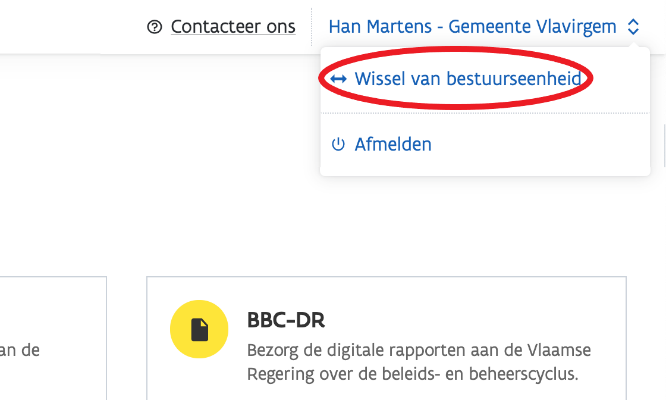 Contacteer ons
Han Martens - Gemeente Vlavirgem
Wissel van bestuurseenheid
Afmelden
BBC-DR
an de
Bezorg de digitale rapporten aan de Vlaamse
Regering over de beleids- en beheerscyclus.